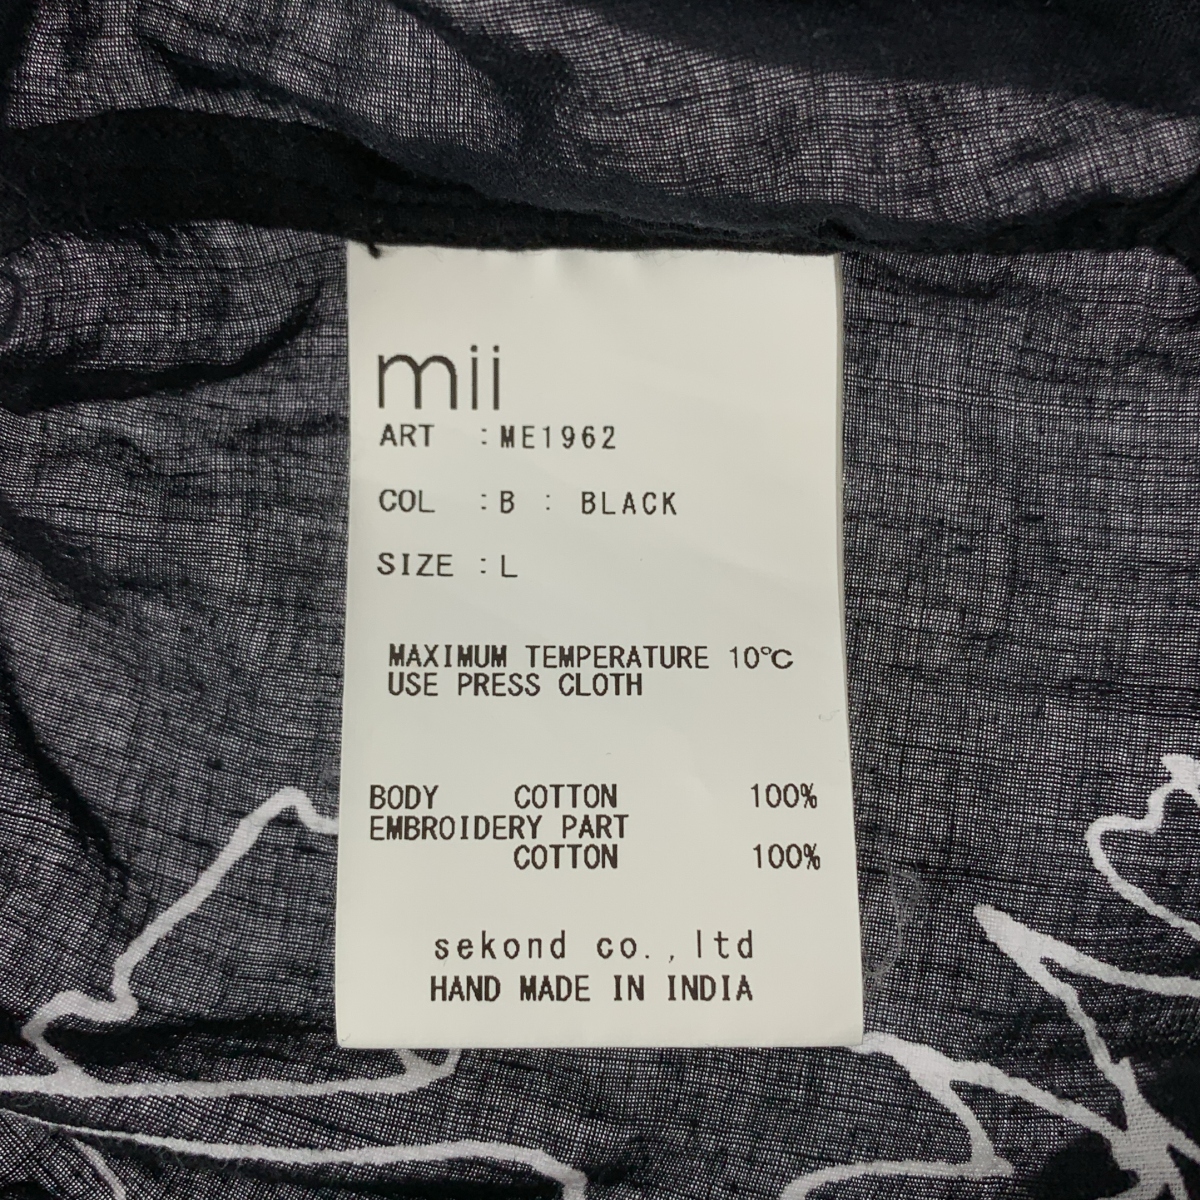 mii
ART : ME1962
COL : B : BLACK
SIZE : L
MAXIMUM TEMPERATURE 10℃
USE PRESS CLOTH
BODY COTTON 100%
EMBROIDERY PART
COTTON 100%
sekond co.,ltd
HAND MADE IN INDIA